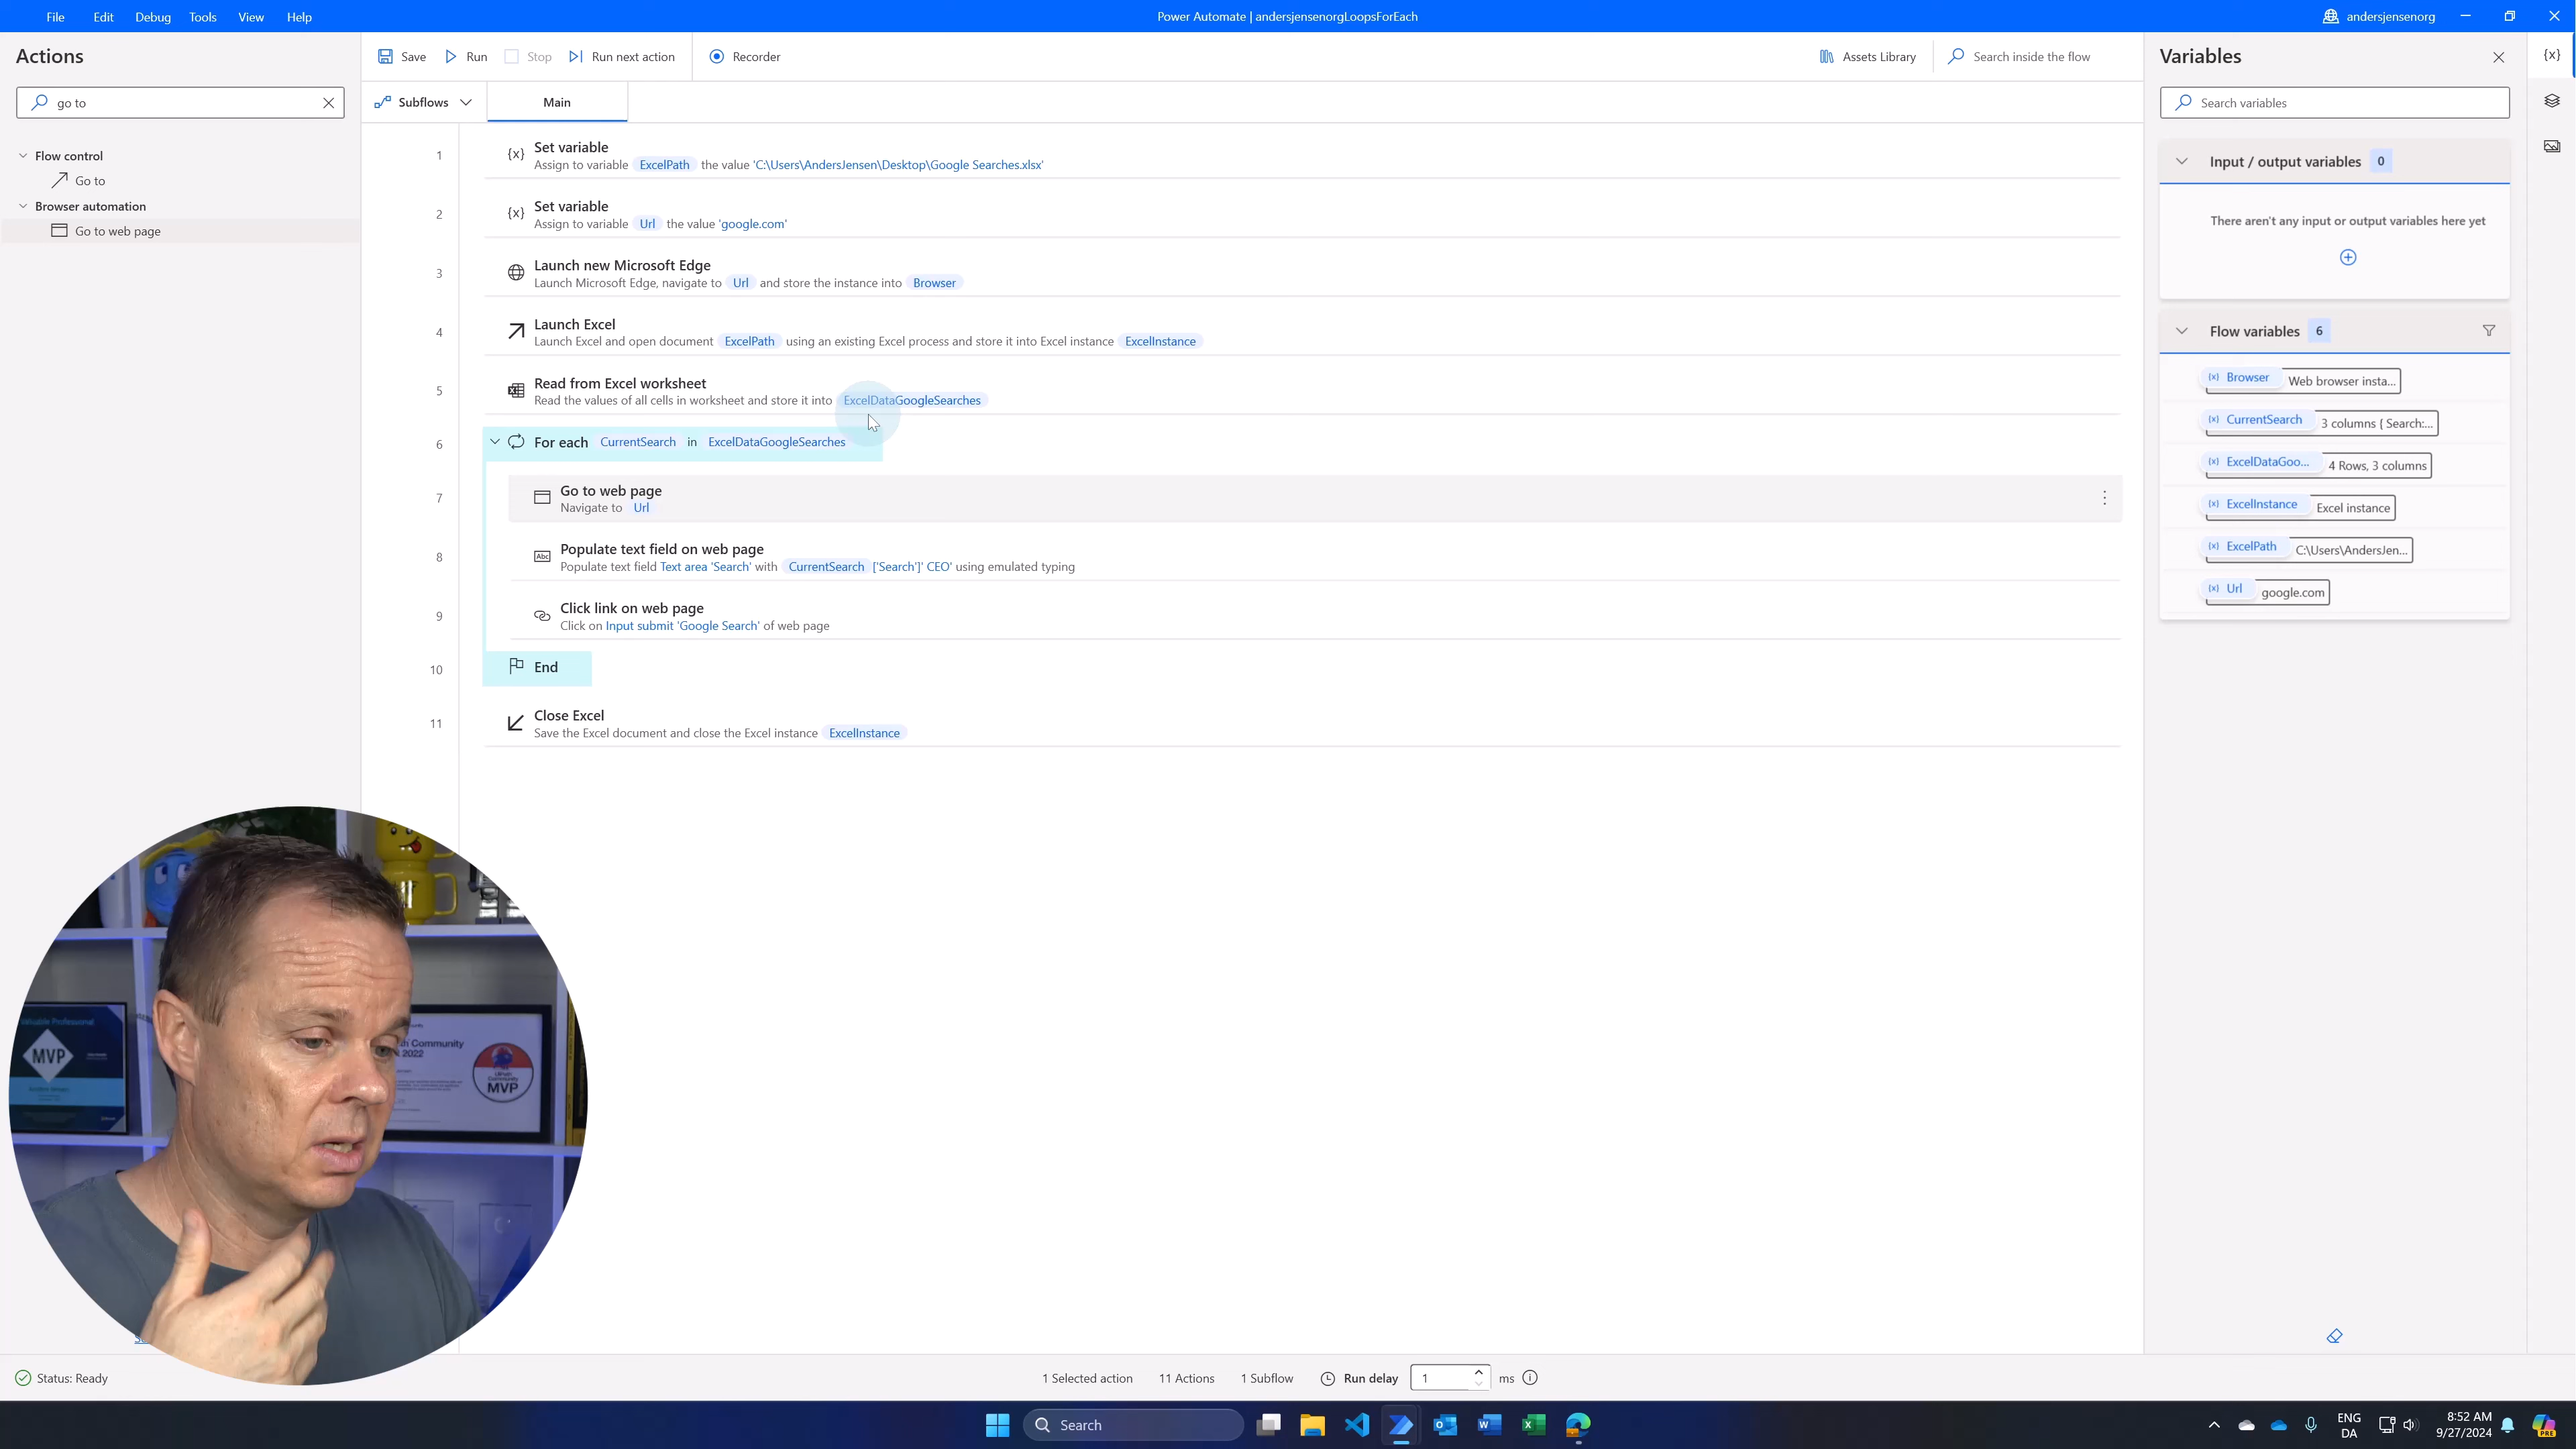 File Edit Debug Tools View Help
Power Automate | andersjensenorgLoopsForEach
andersjensenorg
Actions
go to
Flow control
Go to
Browser automation
Go to web page
Save Run Stop Run next action Recorder
Assets Library Search inside the flow
Subflows Main
1 {x} Set variable
Assign to variable ExcelPath the value 'C:\Users\AndersJensen\Desktop\Google Searches.xlsx'
2 {x} Set variable
Assign to variable Url the value 'google.com'
3 Launch new Microsoft Edge
Launch Microsoft Edge, navigate to Url and store the instance into Browser
4 Launch Excel
Launch Excel and open document ExcelPath using an existing Excel process and store it into Excel instance ExcelInstance
5 Read from Excel worksheet
Read the values of all cells in worksheet and store it into ExcelDataGoogleSearches
6 For each CurrentSearch in ExcelDataGoogleSearches
7 Go to web page
Navigate to Url
8 Abc Populate text field on web page
Populate text field Text area 'Search' with CurrentSearch ['Search']' CEO' using emulated typing
9 Click link on web page
Click on Input submit 'Google Search' of web page
10 End
11 Close Excel
Save the Excel document and close the Excel instance ExcelInstance
Variables
{x}
Search variables
Input / output variables 0
There aren't any input or output variables here yet
Flow variables 6
{x} Browser Web browser insta...
{x} CurrentSearch 3 columns { Search:...
{x} ExcelDataGoo... 4 Rows, 3 columns
{x} ExcelInstance Excel instance
{x} ExcelPath C:\Users\AndersJen...
{x} Url google.com
Professional
MVP
Community
2022
MVP
Status: Ready
1 Selected action 11 Actions 1 Subflow Run delay 1 ms
Search
ENG
DA
8:52 AM
9/27/2024
PRE